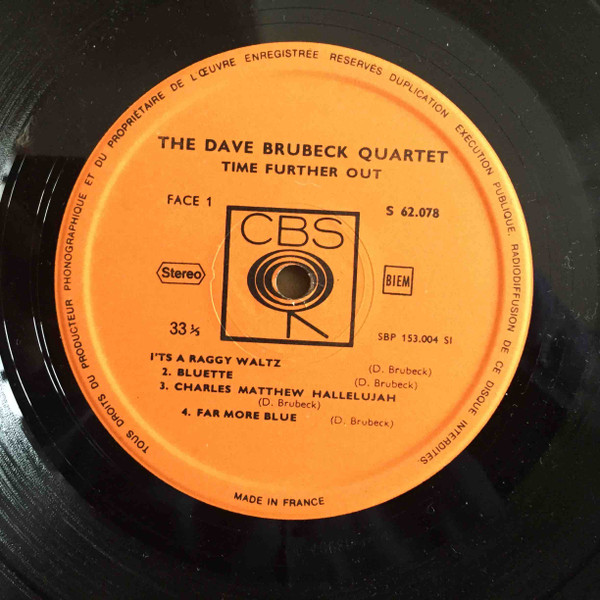 TOUS DROITS DU PRODUCTEUR PHONOGRAPHIQUE ET DU PROPRIÉTAIRE DE L'ŒUVRE ENREGISTRÉE RESERVÉS DUPLICATION EXECUTION PUBLIQUE, RADIODIFFUSION DE CE DISQUE INTERDITES.
THE DAVE BRUBECK QUARTET
TIME FURTHER OUT
FACE 1
S 62.078
CBS
Stereo
BIEM
33 ⅓
SBP 153.004 SI
I'TS A RAGGY WALTZ (D. Brubeck)
2. BLUETTE (D. Brubeck)
3. CHARLES MATTHEW HALLELUJAH
(D. Brubeck)
4. FAR MORE BLUE (D. Brubeck)
MADE IN FRANCE